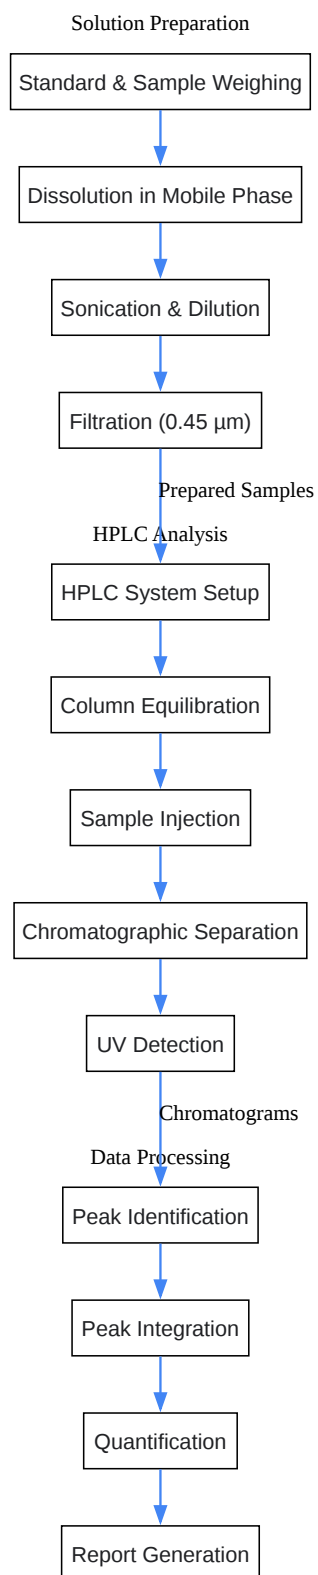 Solution Preparation
Standard & Sample Weighing
Dissolution in Mobile Phase
Sonication & Dilution
Filtration (0.45 µm)
Prepared Samples
HPLC Analysis
HPLC System Setup
Column Equilibration
Sample Injection
Chromatographic Separation
UV Detection
Chromatograms
Data Processing
Peak Identification
Peak Integration
Quantification
Report Generation